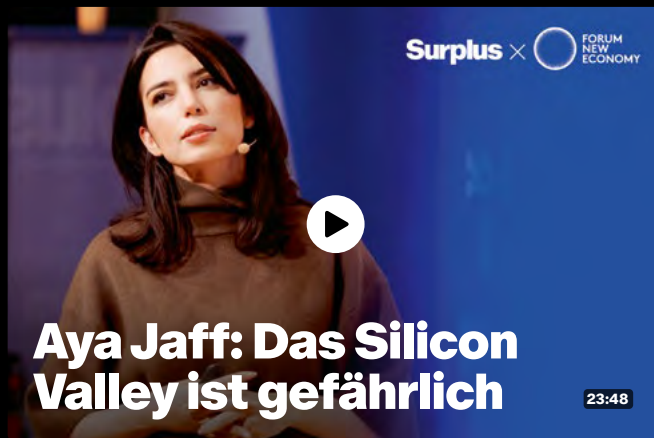 Surplus × FORUM
NEW
ECONOMY
Aya Jaff: Das Silicon
Valley ist gefährlich
23:48